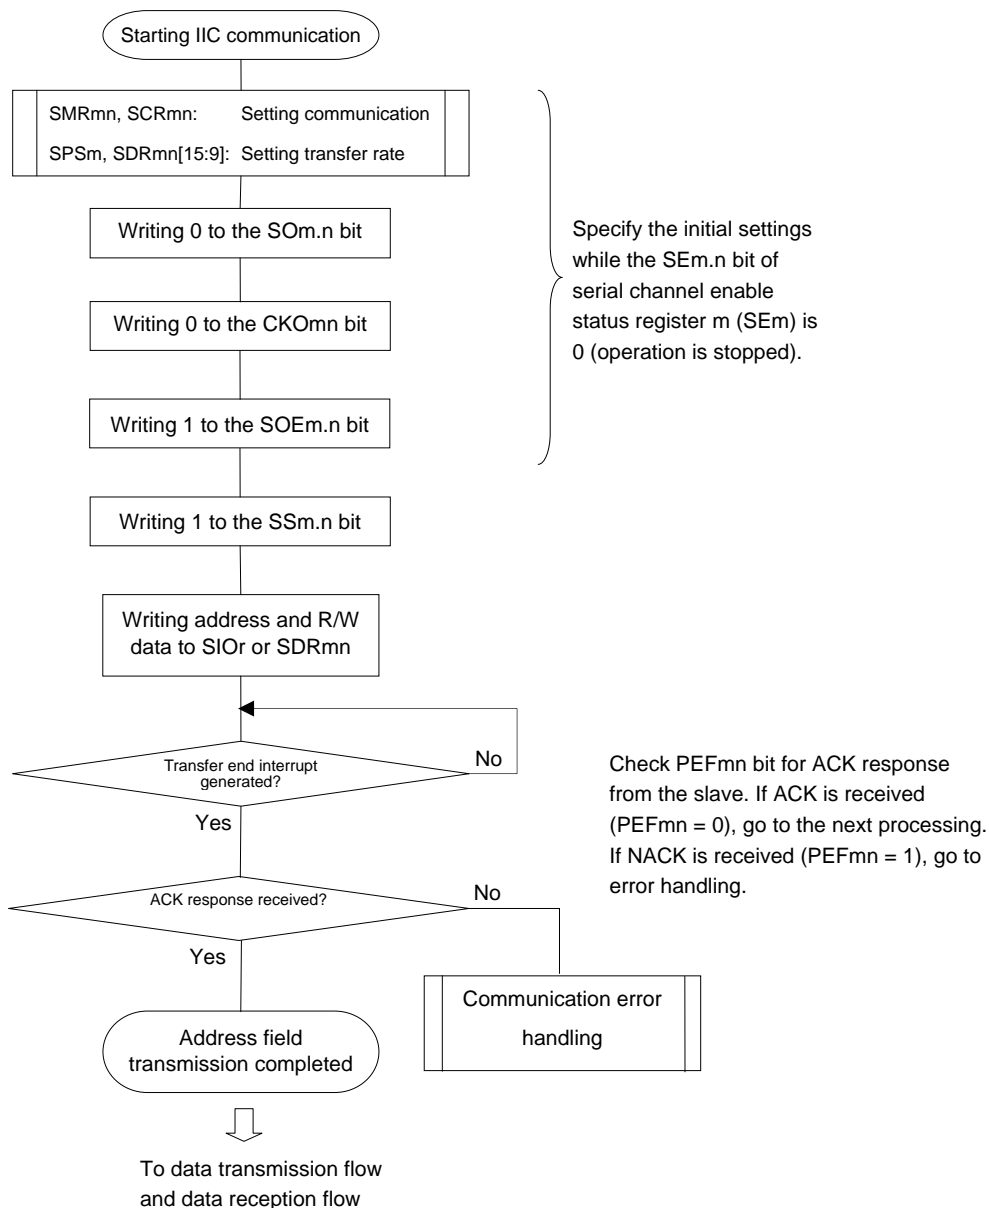 Starting IIC communication
SMRmn, SCRmn: Setting communication
SPSm, SDRmn[15:9]: Setting transfer rate
Writing 0 to the SOm.n bit
Specify the initial settings
while the SEm.n bit of
serial channel enable
status register m (SEm) is
0 (operation is stopped).
Writing 0 to the CKOmn bit
Writing 1 to the SOEm.n bit
Writing 1 to the SSm.n bit
Writing address and R/W
data to SIOr or SDRmn
Transfer end interrupt
generated?
No
Yes
Check PEFmn bit for ACK response
from the slave. If ACK is received
(PEFmn = 0), go to the next processing.
If NACK is received (PEFmn = 1), go to
error handling.
ACK response received?
No
Yes
Communication error
handling
Address field
transmission completed
To data transmission flow
and data reception flow